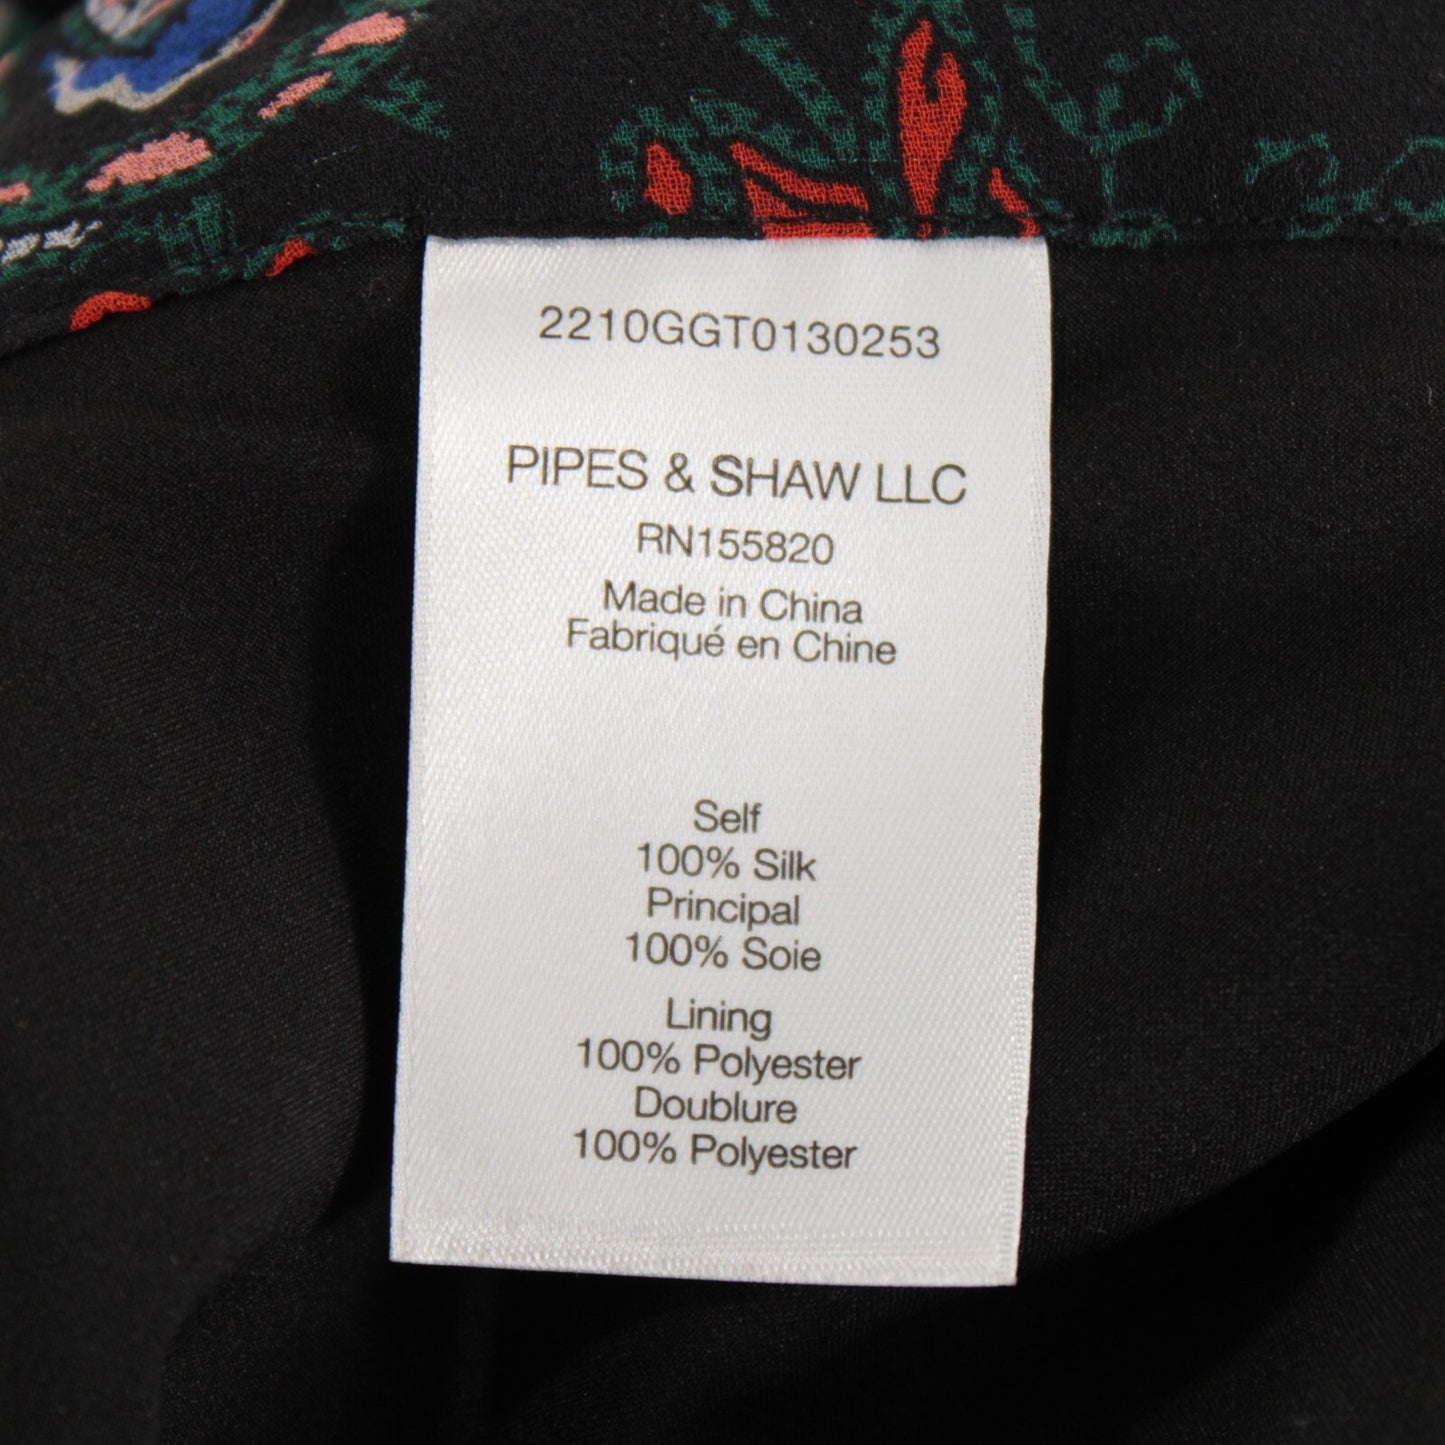 2210GGT0130253
PIPES & SHAW LLC
RN155820
Made in China
Fabriqué en Chine
Self
100% Silk
Principal
100% Soie
Lining
100% Polyester
Doublure
100% Polyester